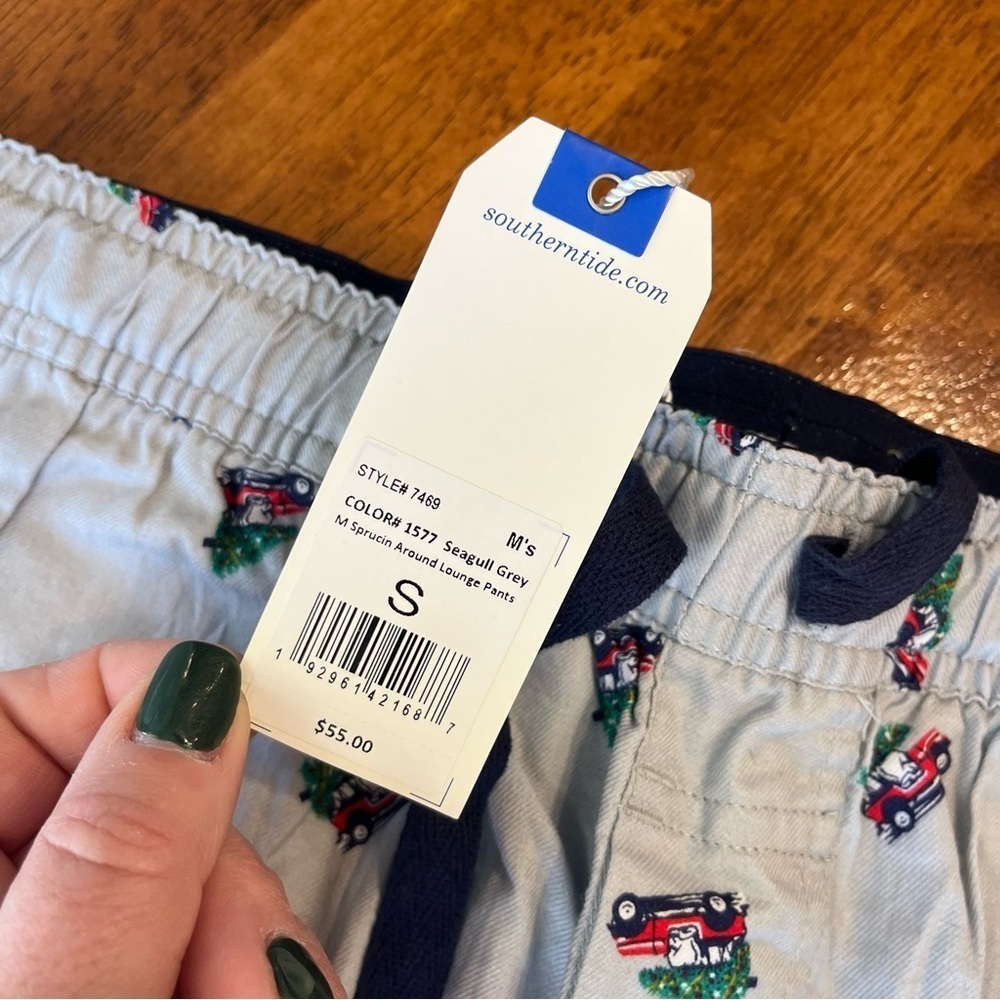 southerntide.com
STYLE# 7469
M's
COLOR# 1577 Seagull Grey
M Sprucin Around Lounge Pants
S
1 92961 42168 7
$55.00